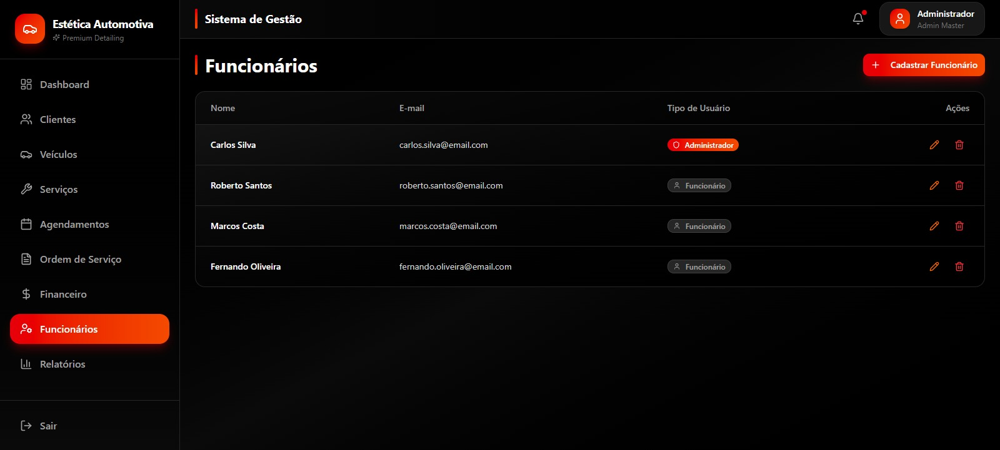 Estética Automotiva
Premium Detailing
Dashboard
Clientes
Veículos
Serviços
Agendamentos
Ordem de Serviço
Financeiro
Funcionários
Relatórios
Sair
Sistema de Gestão
Administrador
Admin Master
Funcionários
Cadastrar Funcionário
Nome E-mail Tipo de Usuário Ações
Carlos Silva carlos.silva@email.com Administrador
Roberto Santos roberto.santos@email.com Funcionário
Marcos Costa marcos.costa@email.com Funcionário
Fernando Oliveira fernando.oliveira@email.com Funcionário